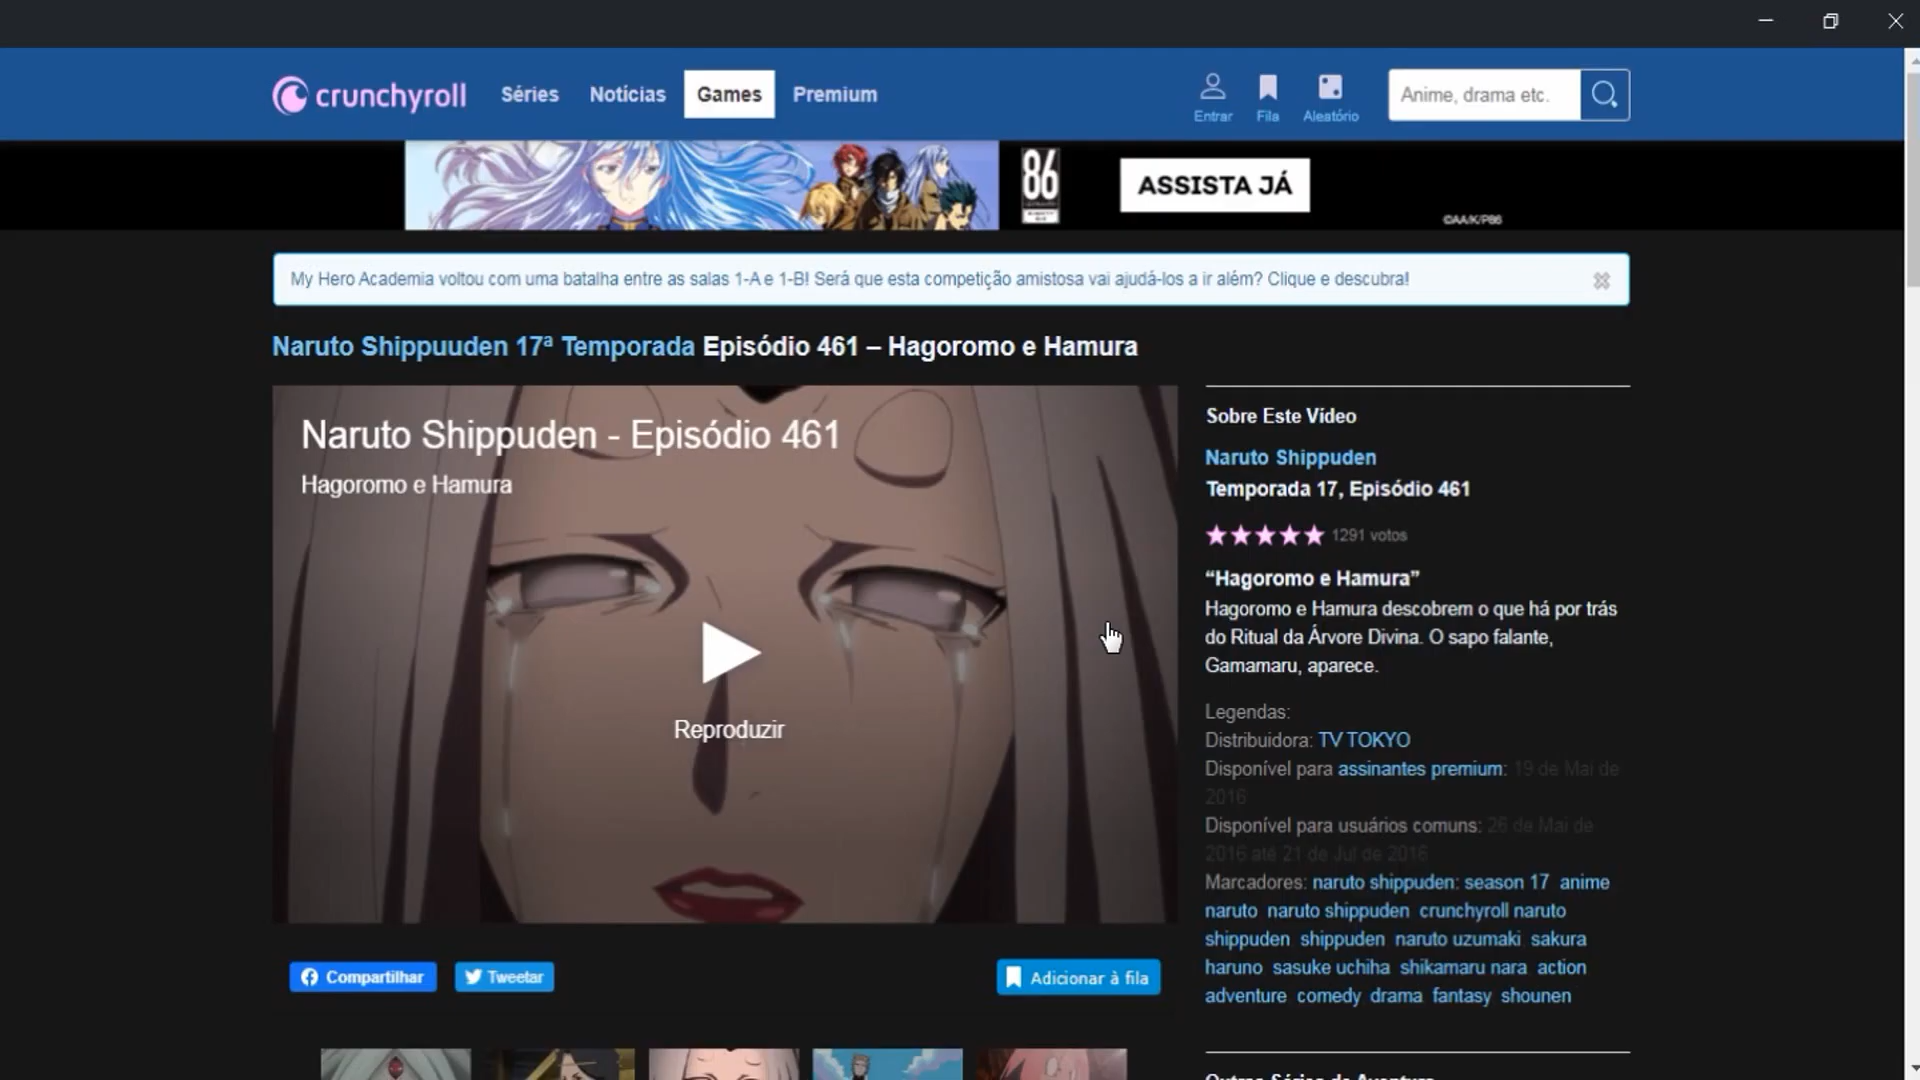 crunchyroll
Séries
Notícias
Games
Premium
Entrar
Fila
Aleatório
Anime, drama etc.
86
ASSISTA JÁ
©AA/K/P86
My Hero Academia voltou com uma batalha entre as salas 1-A e 1-B! Será que esta competição amistosa vai ajudá-los a ir além? Clique e descubra!
Naruto Shippuuden 17ª Temporada Episódio 461 – Hagoromo e Hamura
Naruto Shippuden - Episódio 461
Hagoromo e Hamura
Reproduzir
Compartilhar
Tweetar
Adicionar à fila
Sobre Este Vídeo
Naruto Shippuden
Temporada 17, Episódio 461
1291 votos
“Hagoromo e Hamura”
Hagoromo e Hamura descobrem o que há por trás
do Ritual da Árvore Divina. O sapo falante,
Gamamaru, aparece.
Legendas:
Distribuidora: TV TOKYO
Disponível para assinantes premium: 19 de Mai de
2016
Disponível para usuários comuns: 26 de Mai de
2016 até 21 de Jul de 2016
Marcadores: naruto shippuden: season 17 anime
naruto naruto shippuden crunchyroll naruto
shippuden shippuden naruto uzumaki sakura
haruno sasuke uchiha shikamaru nara action
adventure comedy drama fantasy shounen